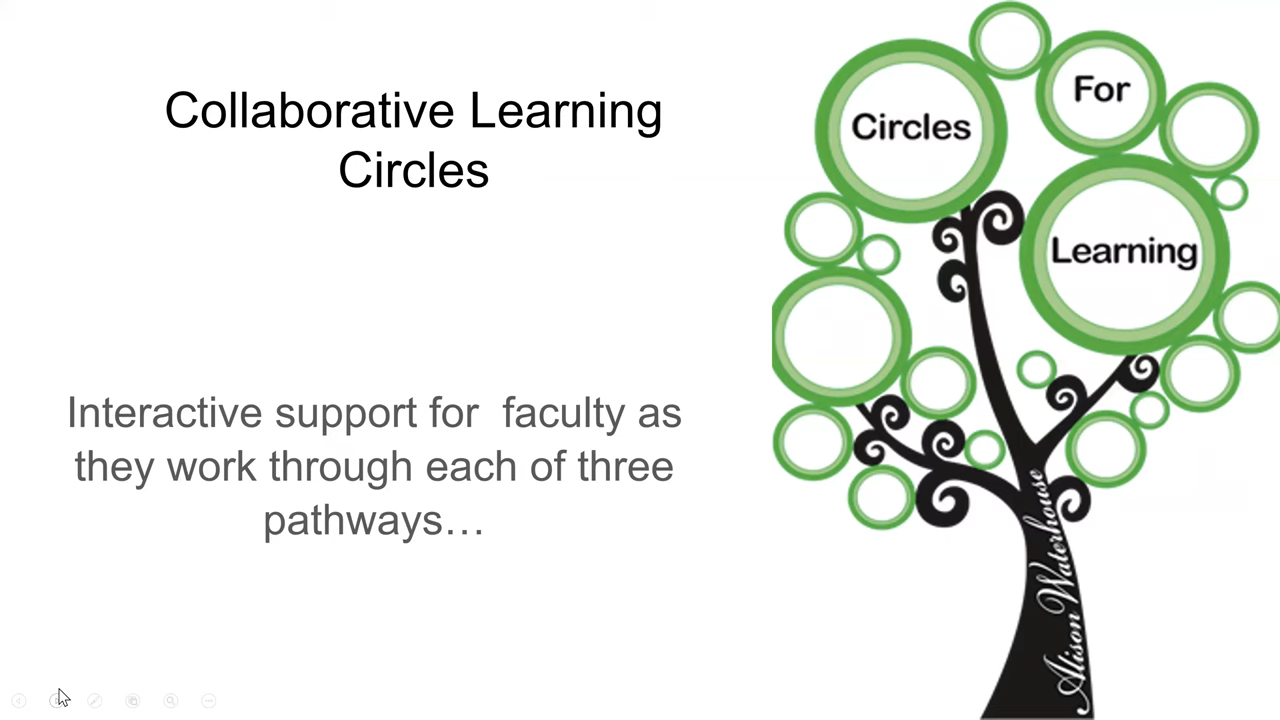 Collaborative Learning
Circles
Interactive support for  faculty as
they work through each of three
pathways…
Circles
For
Learning
Alison Waterhouse